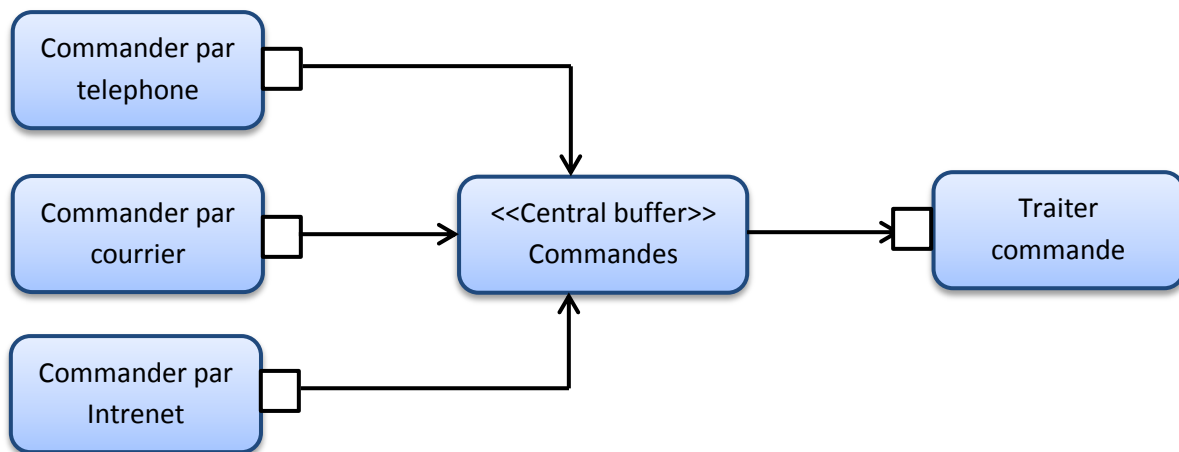 Commander par
telephone
Commander par
courrier
<<Central buffer>>
Commandes
Traiter
commande
Commander par
Intrenet